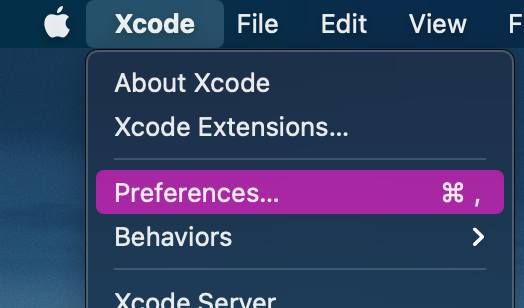 Xcode File Edit View F
About Xcode
Xcode Extensions...
Preferences... ⌘ ,
Behaviors
Xcode Server